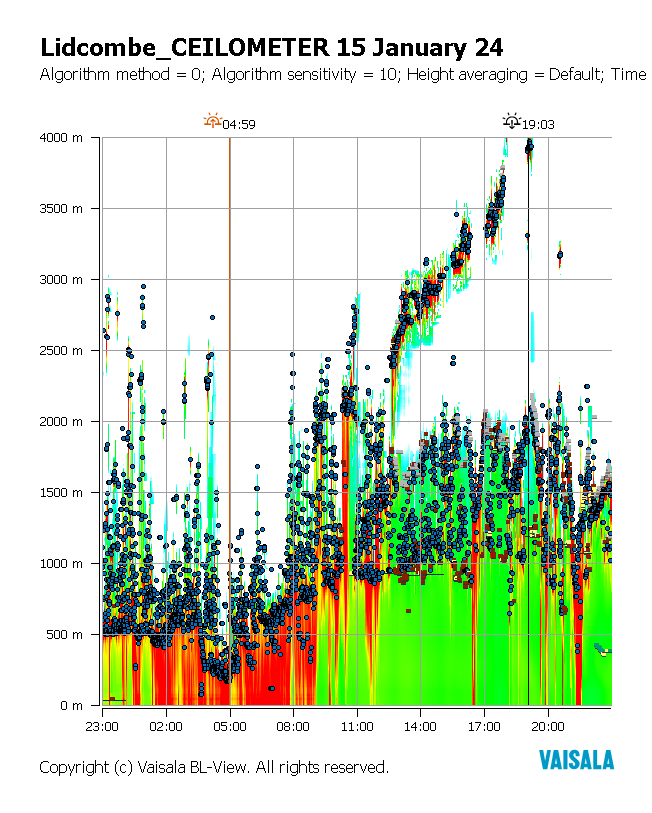 Lidcombe_CEILOMETER 15 January 24
Algorithm method = 0; Algorithm sensitivity = 10; Height averaging = Default; Time
04:59 19:03
4000 m
3500 m
3000 m
2500 m
2000 m
1500 m
1000 m
500 m
0 m
23:00 02:00 05:00 08:00 11:00 14:00 17:00 20:00
Copyright (c) Vaisala BL-View. All rights reserved.
VAISALA